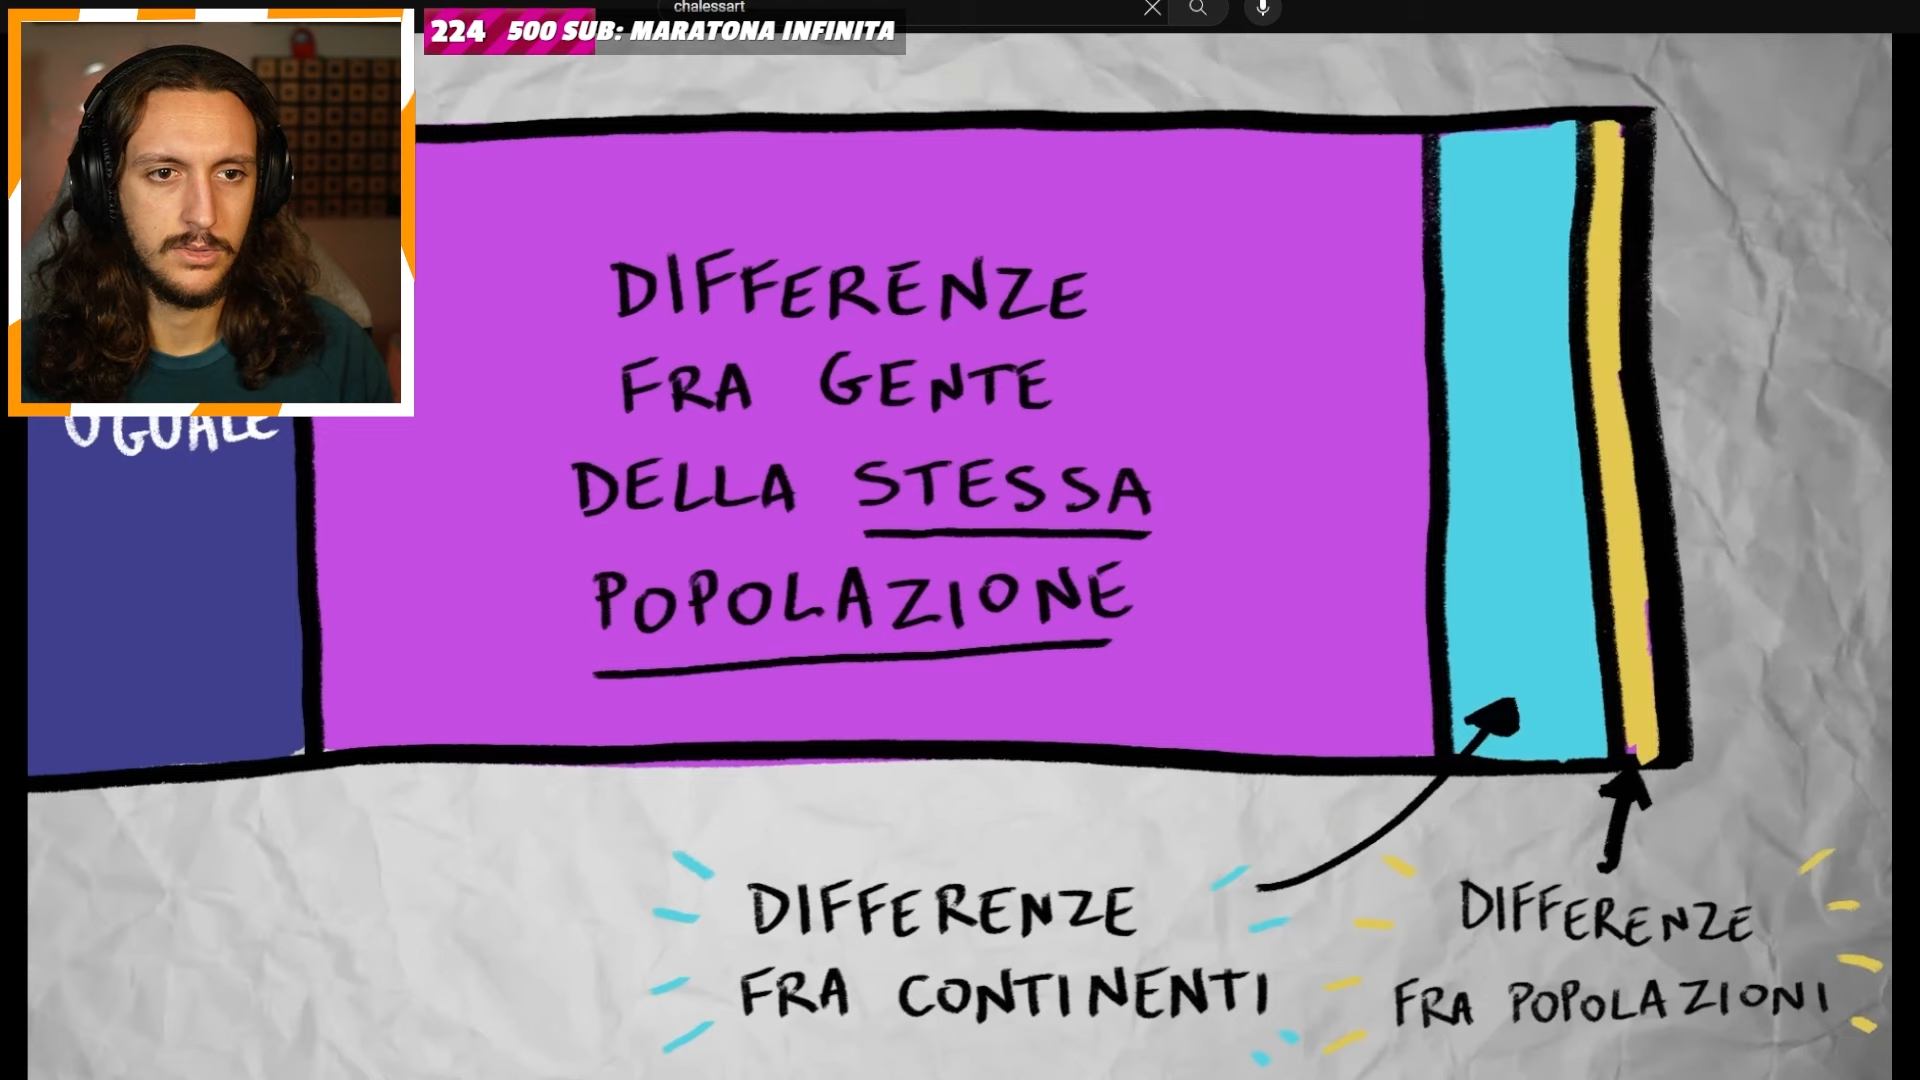 chalessart
224 500 SUB: MARATONA INFINITA
UGUALE
DIFFERENZE
FRA GENTE
DELLA STESSA
POPOLAZIONE
DIFFERENZE
FRA CONTINENTI
DIFFERENZE
FRA POPOLAZIONI